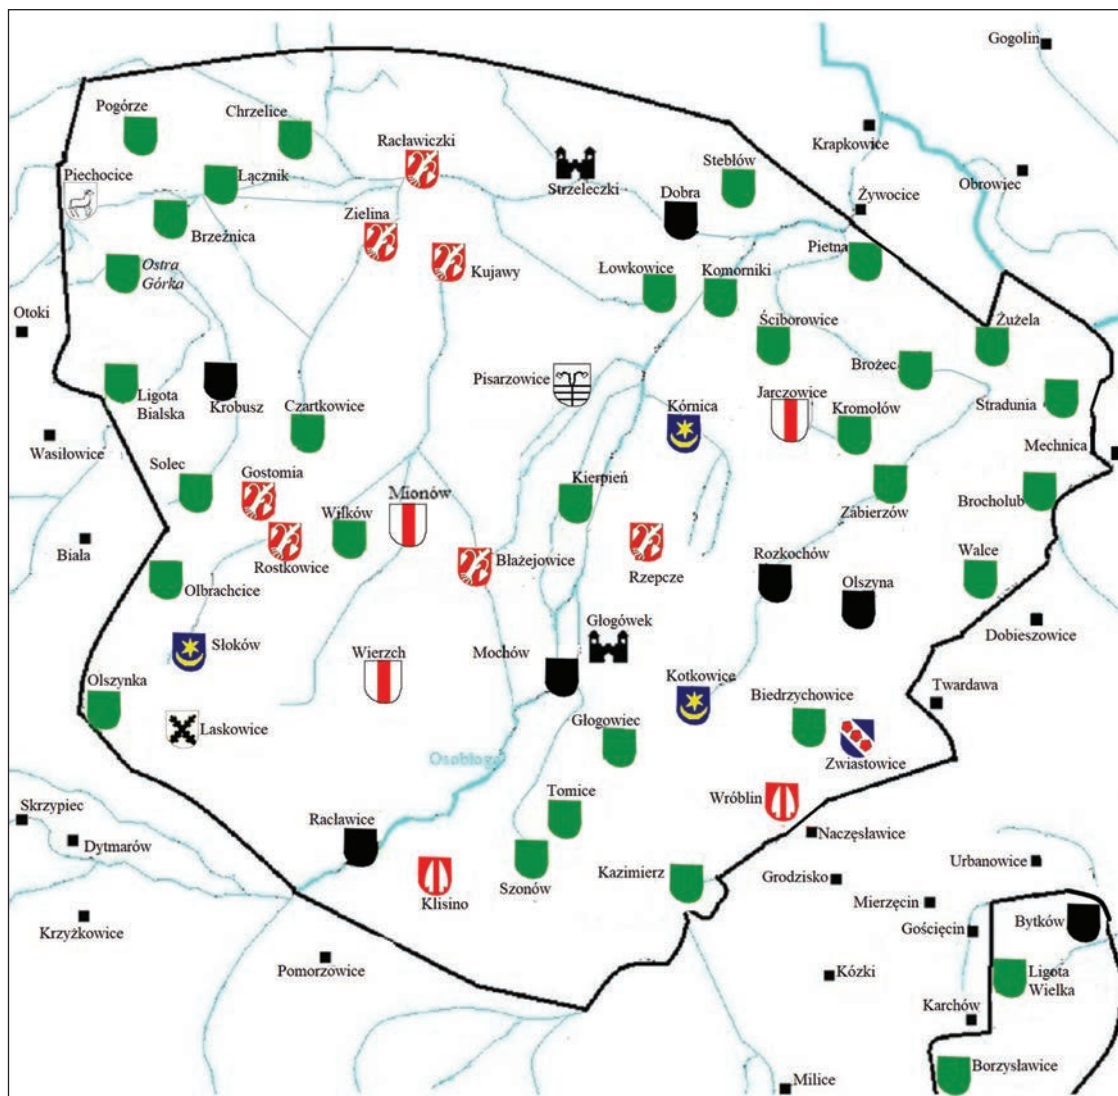 Gogolin
Pogórze
Chrzelice
Racławiczki
Krapkowice
Piechocice
Łącznik
Strzeleczki
Stebłów
Obrowiec
Dobra
Żywocice
Brzeźnica
Zielina
Pietna
Ostra
Górka
Kujawy
Łowkowice
Komorniki
Otoki
Ściborowice
Żużela
Brożec
Pisarzowice
Ligota
Bialska
Krobusz
Czartkowice
Kórnica
Jarczowice
Kromołów
Stradunia
Wasiłowice
Mechnica
Solec
Gostomia
Kierpień
Mionów
Zabierzów
Brocholub
Wilków
Biała
Rostkowice
Błażejowice
Rzepcze
Rozkochów
Walce
Olszyna
Olbrachcice
Głogówek
Dobieszowice
Słoków
Wierzch
Mochów
Kotkowice
Olszynka
Biedrzychowice
Twardawa
Laskowice
Głogowiec
Osobłoga
Zwiastowice
Tomice
Wróblin
Skrzypiec
Racławice
Naczęsławice
Dytmarów
Urbanowice
Szonów
Kazimierz
Grodzisko
Klisino
Mierzęcin
Krzyżkowice
Gościęcin
Bytków
Pomorzowice
Kózki
Ligota
Wielka
Karchów
Borzysławice
Milice